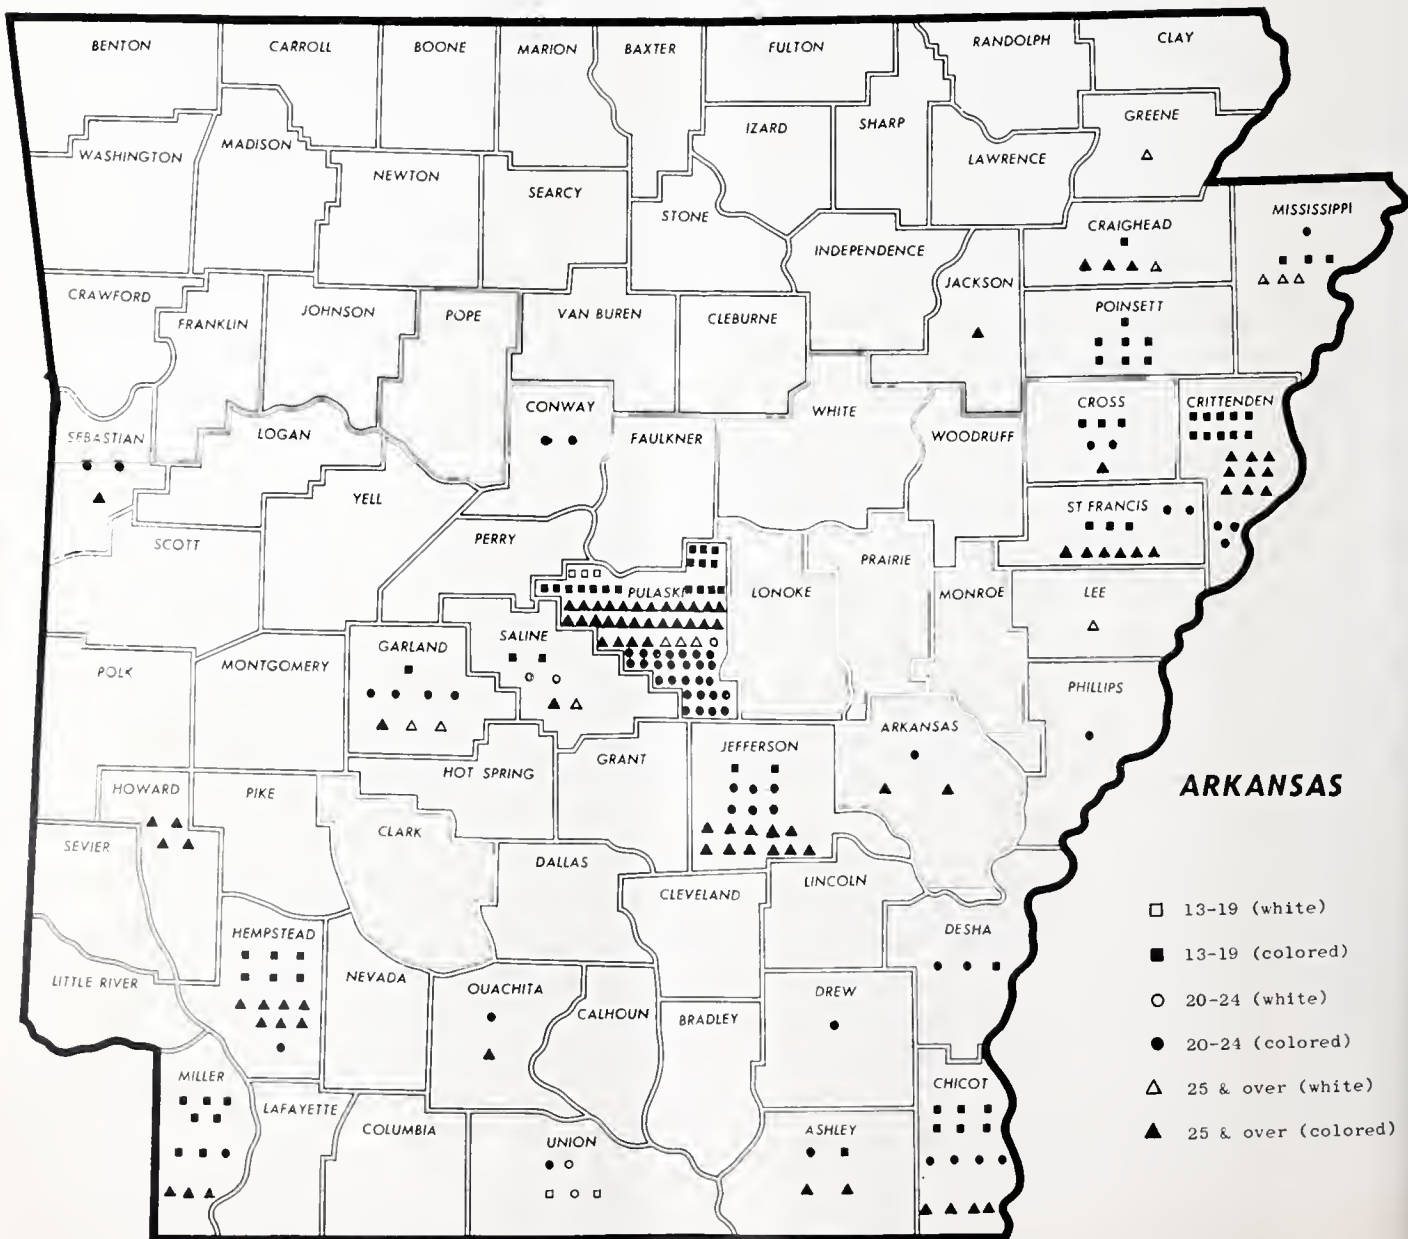 BENTON
CARROLL
BOONE
MARION
BAXTER
FULTON
RANDOLPH
CLAY
WASHINGTON
MADISON
NEWTON
SEARCY
STONE
IZARD
SHARP
LAWRENCE
GREENE
INDEPENDENCE
JACKSON
CRAIGHEAD
MISSISSIPPI
CRAWFORD
FRANKLIN
JOHNSON
POPE
VAN BUREN
CLEBURNE
POINSETT
SEBASTIAN
LOGAN
CONWAY
FAULKNER
WHITE
WOODRUFF
CROSS
CRITTENDEN
YELL
ST FRANCIS
SCOTT
PERRY
PULASKI
LONOKE
PRAIRIE
MONROE
LEE
POLK
MONTGOMERY
GARLAND
SALINE
PHILLIPS
HOT SPRING
GRANT
JEFFERSON
ARKANSAS
HOWARD
PIKE
CLARK
DALLAS
CLEVELAND
LINCOLN
SEVIER
HEMPSTEAD
NEVADA
OUACHITA
CALHOUN
BRADLEY
DREW
DESHA
LITTLE RIVER
MILLER
LAFAYETTE
COLUMBIA
UNION
ASHLEY
CHICOT
ARKANSAS
13-19 (white)
13-19 (colored)
20-24 (white)
20-24 (colored)
25 & over (white)
25 & over (colored)